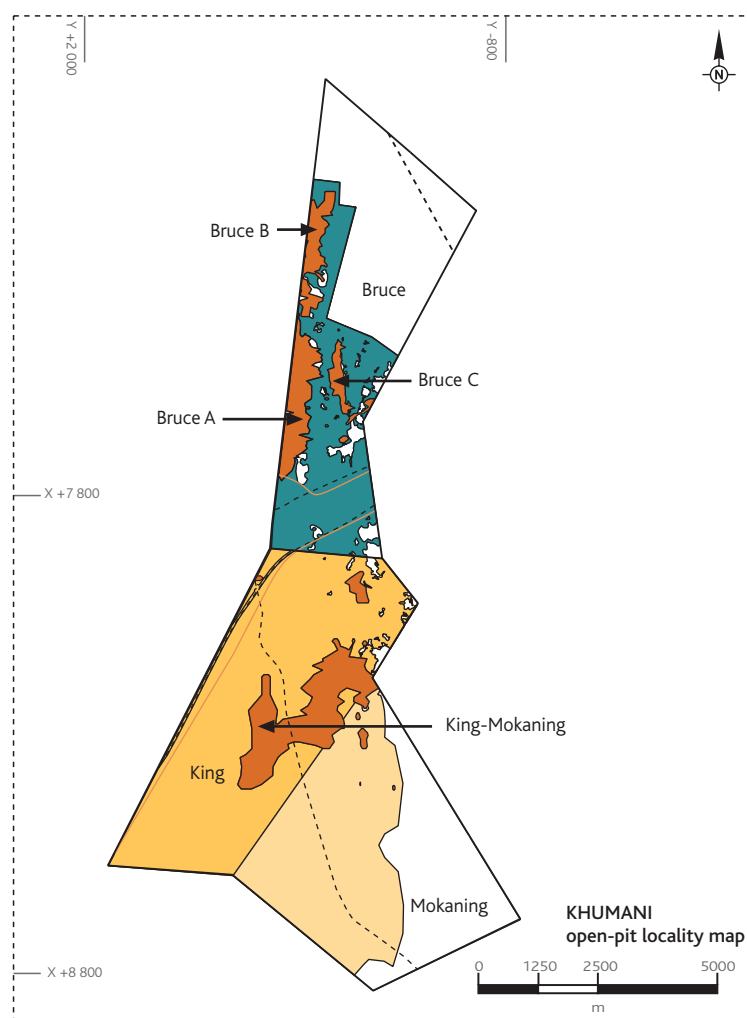 Y +2 000
Y -800
N
Bruce B
Bruce
Bruce C
Bruce A
X +7 800
King-Mokaning
King
Mokaning
KHUMANI
open-pit locality map
X +8 800
0 1250 2500 5000
m